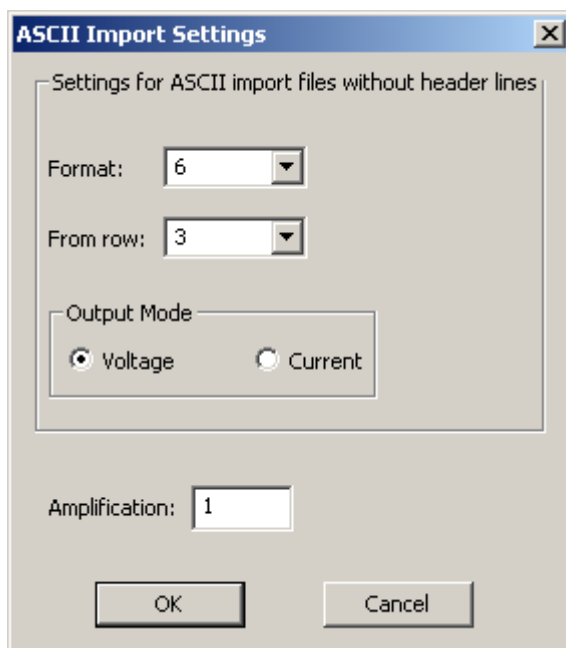 ASCII Import Settings
Settings for ASCII import files without header lines
Format: 6
From row: 3
Output Mode
Voltage Current
Amplification: 1
OK Cancel